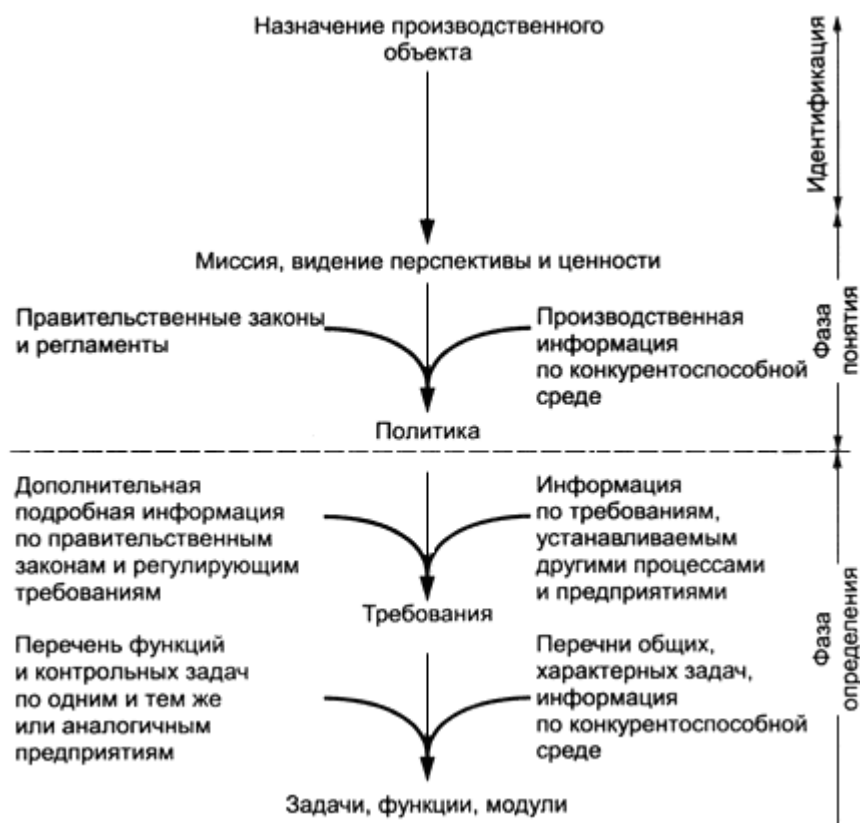 Назначение производственного
объекта
Идентификация
Миссия, видение перспективы и ценности
Правительственные законы
и регламенты
Производственная
информация
по конкурентоспособной
среде
Фаза
понятия
Политика
Дополнительная
подробная информация
по правительственным
законам и регулирующим
требованиям
Информация
по требованиям,
устанавливаемым
другими процессами
и предприятиями
Требования
Фаза
определения
Перечень функций
и контрольных задач
по одним и тем же
или аналогичным
предприятиям
Перечни общих,
характерных задач,
информация
по конкурентоспособной
среде
Задачи, функции, модули